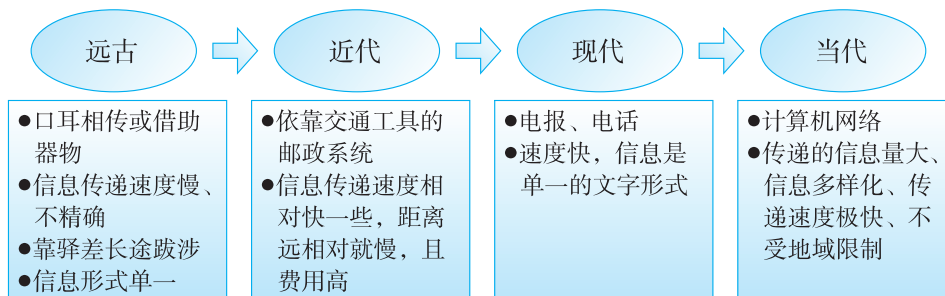 远古
近代
现代
当代
●口耳相传或借助
器物
●信息传递速度慢、
不精确
●靠驿差长途跋涉
●信息形式单一
●依靠交通工具的
邮政系统
●信息传递速度相
对快一些，距离
远相对就慢，且
费用高
●电报、电话
●速度快，信息是
单一的文字形式
●计算机网络
●传递的信息量大、
信息多样化、传
递速度极快、不
受地域限制